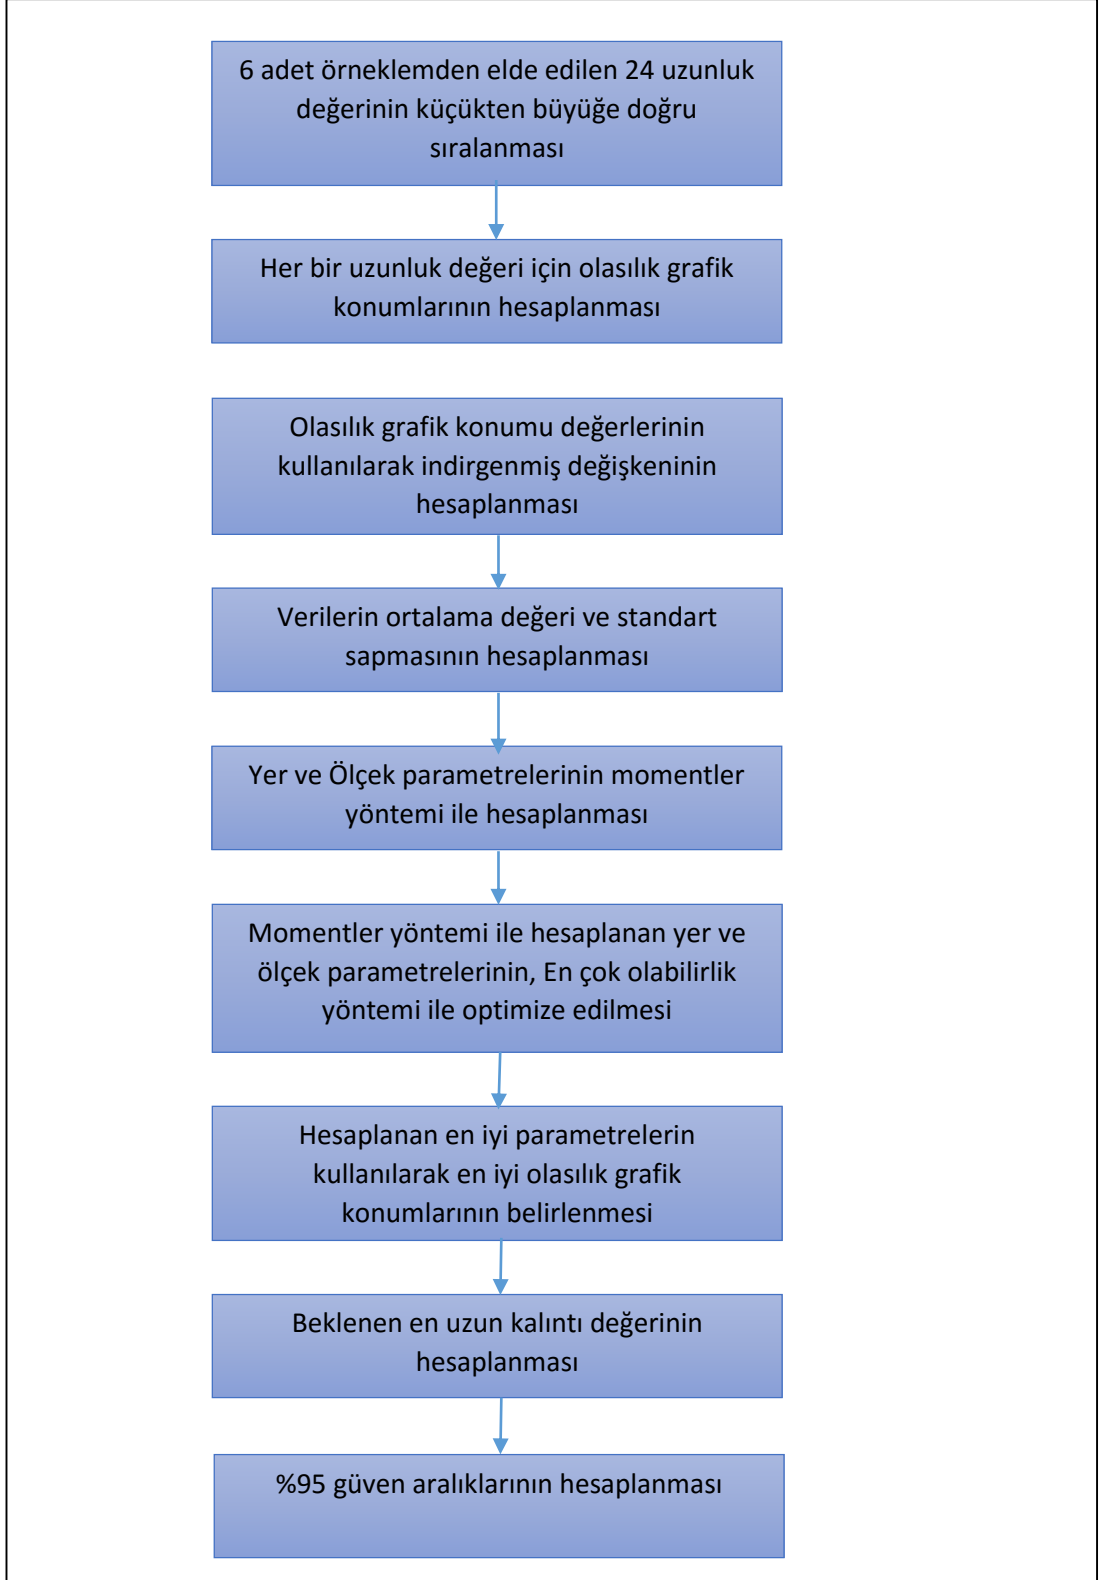 6 adet örneklemden elde edilen 24 uzunluk
değerinin küçükten büyüğe doğru
sıralanması
Her bir uzunluk değeri için olasılık grafik
konumlarının hesaplanması
Olasılık grafik konumu değerlerinin
kullanılarak indirgenmiş değişkeninin
hesaplanması
Verilerin ortalama değeri ve standart
sapmasının hesaplanması
Yer ve Ölçek parametrelerinin momentler
yöntemi ile hesaplanması
Momentler yöntemi ile hesaplanan yer ve
ölçek parametrelerinin, En çok olabilirlik
yöntemi ile optimize edilmesi
Hesaplanan en iyi parametrelerin
kullanılarak en iyi olasılık grafik
konumlarının belirlenmesi
Beklenen en uzun kalıntı değerinin
hesaplanması
%95 güven aralıklarının hesaplanması